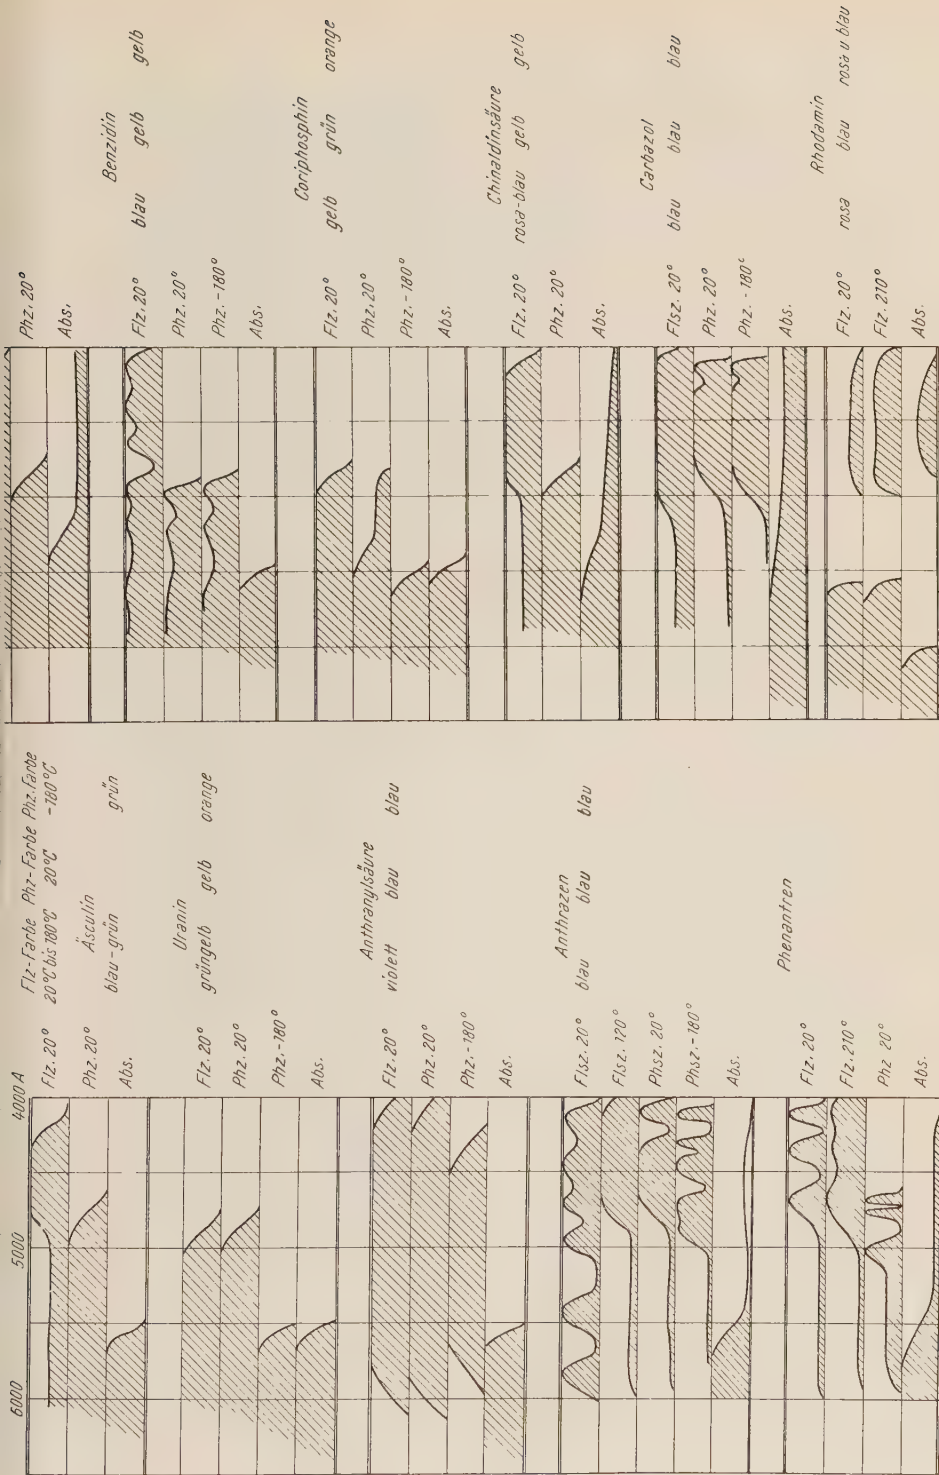 6000 5000 4000 A
Flz-Farbe Phz-Farbe Phz.Farbe
20°C bis 180°C 20°C -180°C
Flz. 20°
Äsculin
Phz. 20°
blau-grün grün
Abs.
Uranin
Flz. 20°
grüngelb gelb orange
Phz. 20°
Phz. -180°
Abs.
Anthranylsäure
Flz. 20°
violett blau blau
Phz. 20°
Phz. -180°
Abs.
Anthrazen
Flsz. 20°
blau blau blau
Flsz. 120°
Phsz. 20°
Phsz. -180°
Abs.
Phenantren
Flz. 20°
Flz. 210°
Phz 20°
Abs.
Phz. 20°
Abs.
Benzidin
Flz. 20°
blau gelb gelb gelb
Phz. 20°
Phz. -180°
Abs.
Coriphosphin
Flz. 20°
gelb grün orange
Phz. 20°
Phz. -180°
Abs.
Chinaldinsäure
Flz. 20°
rosa-blau gelb gelb
Phz. 20°
Abs.
Carbazol
Flsz. 20°
blau blau blau
Phz. 20°
Phz. -180°
Abs.
Rhodamin
Flz. 20°
rosa blau rosa u blau
Flz. 210°
Abs.